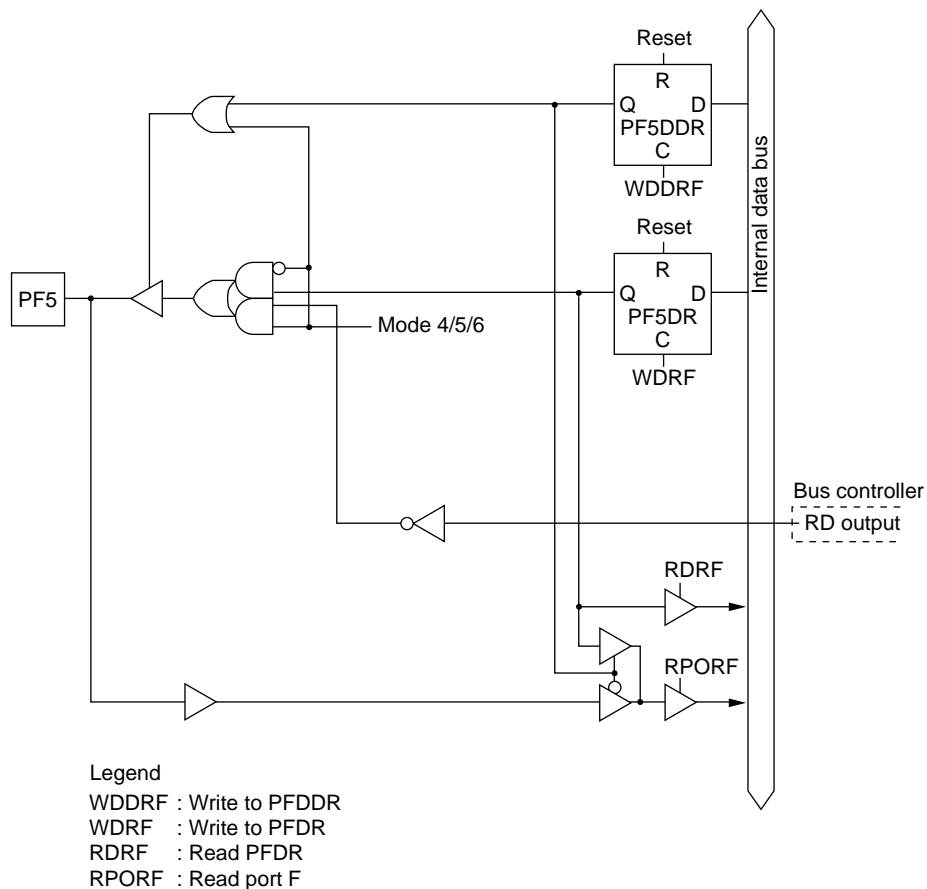 Reset
R
Q D
PF5DDR
C
WDDRF
Reset
R
Q D
PF5DR
C
WDRF
Internal data bus
PF5
Mode 4/5/6
Bus controller
RD output
RDRF
RPORF
Legend
WDDRF : Write to PFDDR
WDRF : Write to PFDR
RDRF : Read PFDR
RPORF : Read port F